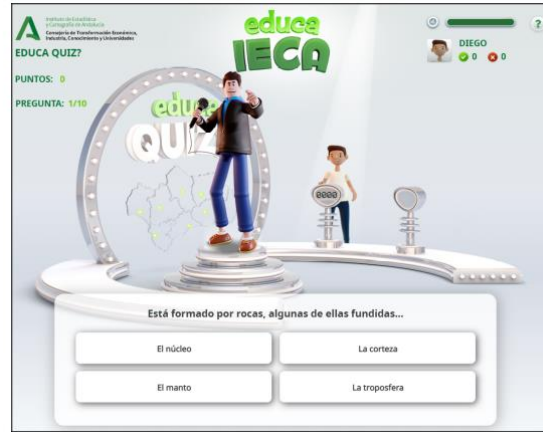 Instituto de Estadística
y Cartografía de Andalucía
Consejería de Transformación Económica,
Industria, Conocimiento y Universidades
EDUCA QUIZ?
PUNTOS: 0
PREGUNTA: 1/10
educa
IECA
?
DIEGO
0 0
educa
QUIZ
0000
Está formado por rocas, algunas de ellas fundidas...
El núcleo
La corteza
El manto
La troposfera